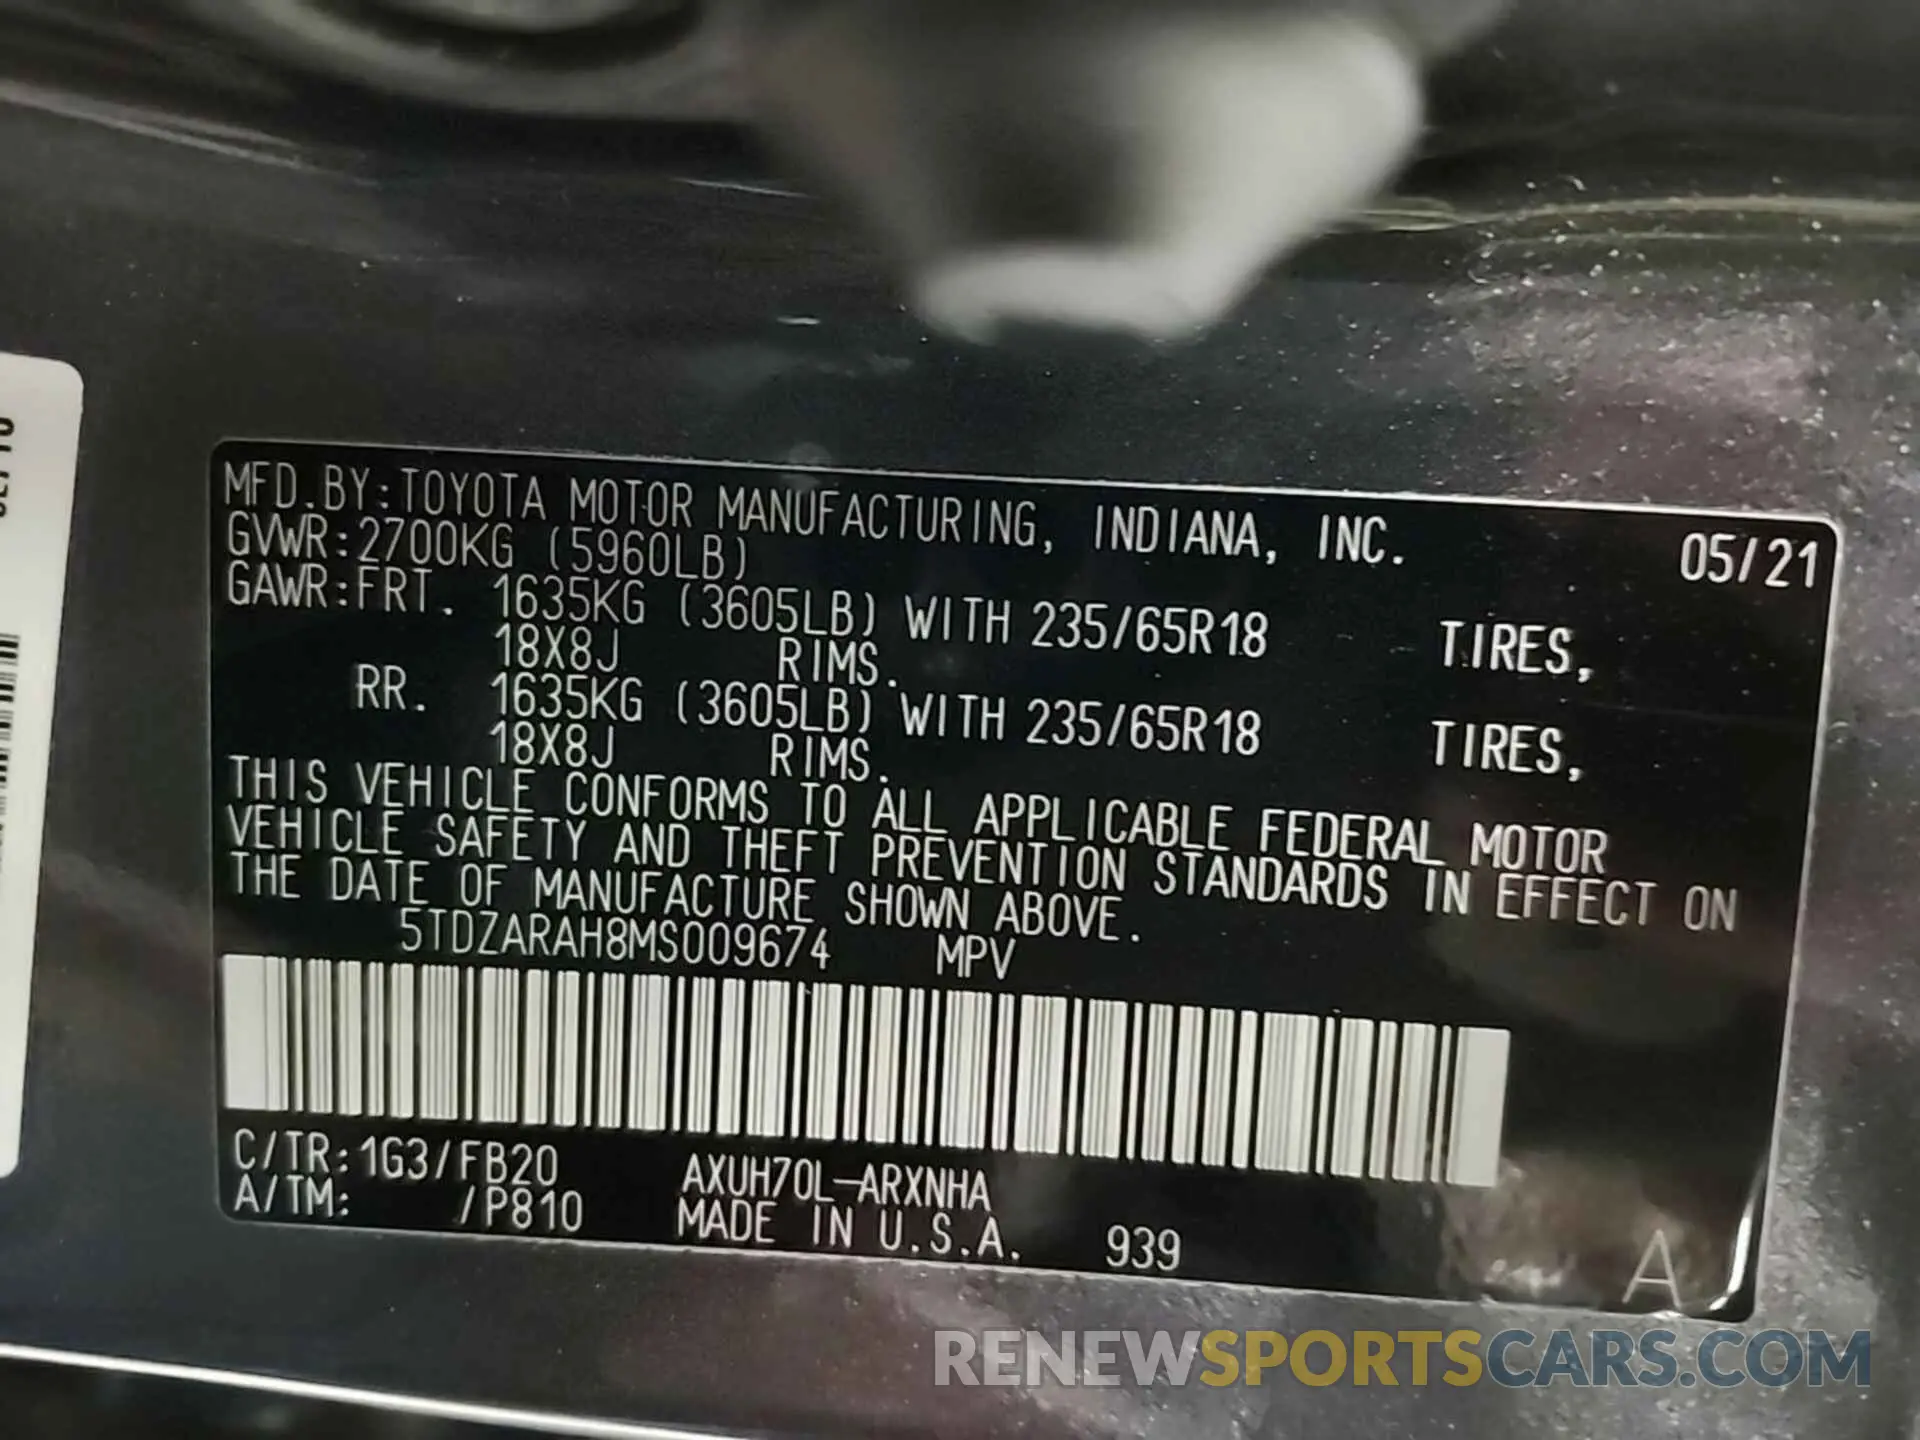 MFD.BY:TOYOTA MOTOR MANUFACTURING, INDIANA, INC. 05/21
GVWR:2700KG (5960LB)
GAWR:FRT. 1635KG (3605LB) WITH 235/65R18 TIRES,
18X8J RIMS.
RR. 1635KG (3605LB) WITH 235/65R18 TIRES,
18X8J RIMS.
THIS VEHICLE CONFORMS TO ALL APPLICABLE FEDERAL MOTOR
VEHICLE SAFETY AND THEFT PREVENTION STANDARDS IN EFFECT ON
THE DATE OF MANUFACTURE SHOWN ABOVE.
5TDZARAH8MS009674 MPV
C/TR:1G3/FB20 AXUH70L-ARXNHA
A/TM: /P810 MADE IN U.S.A. 939
A
RENEWSPORTSCARS.COM